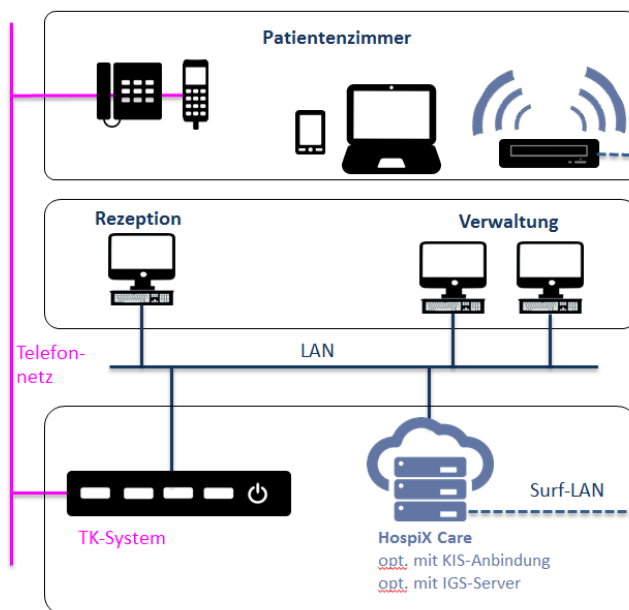 Patientenzimmer
Rezeption
Verwaltung
LAN
Telefon-
netz
Surf-LAN
TK-System
HospiX Care
opt. mit KIS-Anbindung
opt. mit IGS-Server